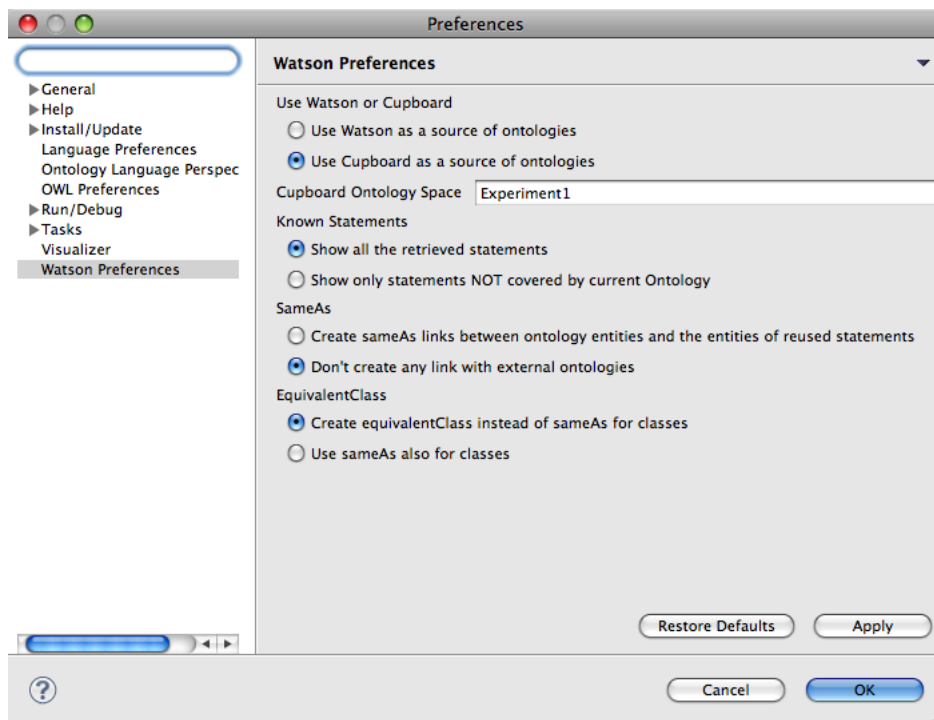 Preferences
General
Help
Install/Update
Language Preferences
Ontology Language Perspec
OWL Preferences
Run/Debug
Tasks
Visualizer
Watson Preferences
Watson Preferences
Use Watson or Cupboard
Use Watson as a source of ontologies
Use Cupboard as a source of ontologies
Cupboard Ontology Space Experiment1
Known Statements
Show all the retrieved statements
Show only statements NOT covered by current Ontology
SameAs
Create sameAs links between ontology entities and the entities of reused statements
Don't create any link with external ontologies
EquivalentClass
Create equivalentClass instead of sameAs for classes
Use sameAs also for classes
Restore Defaults Apply
? Cancel OK